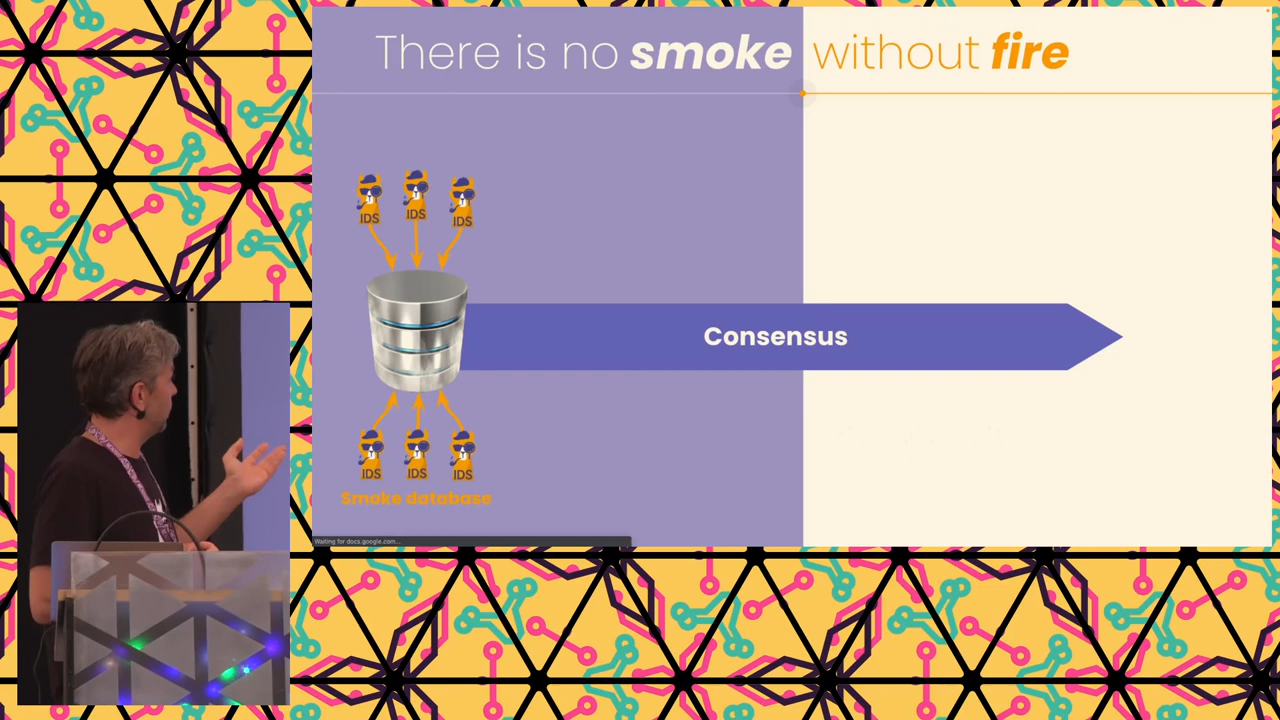 There is no smoke without fire
IDS
IDS
IDS
Consensus
IDS
IDS
IDS
Smoke database
Waiting for docs.google.com...